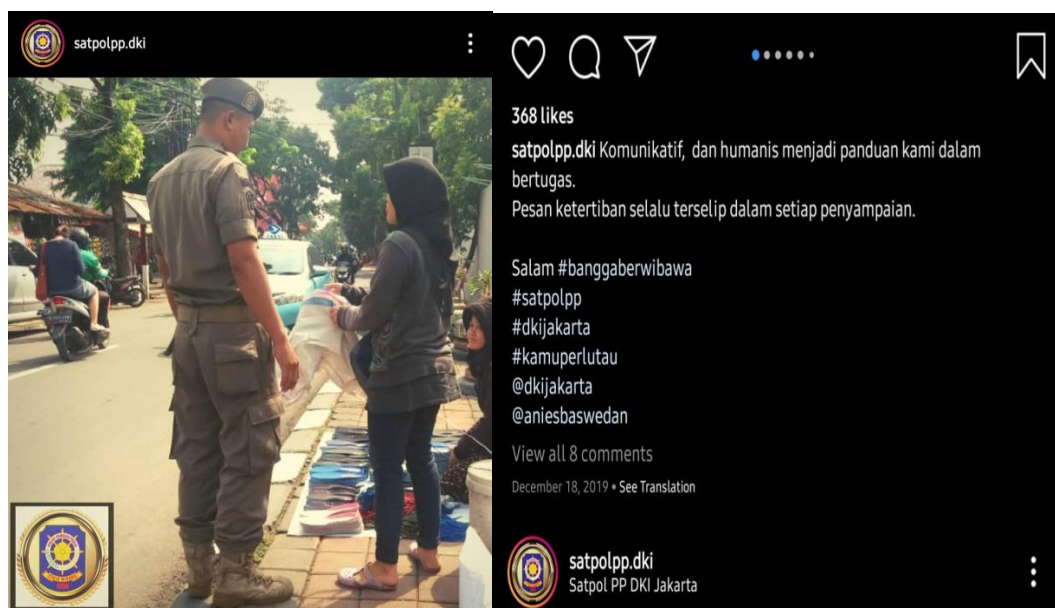 satpolpp.dki
368 likes
satpolpp.dki Komunikatif, dan humanis menjadi panduan kami dalam
bertugas.
Pesan ketertiban selalu terselip dalam setiap penyampaian.
Salam #banggaberwibawa
#satpolpp
#dkijakarta
#kamuperlutau
@dkijakarta
@aniesbaswedan
View all 8 comments
December 18, 2019 • See Translation
satpolpp.dki
Satpol PP DKI Jakarta